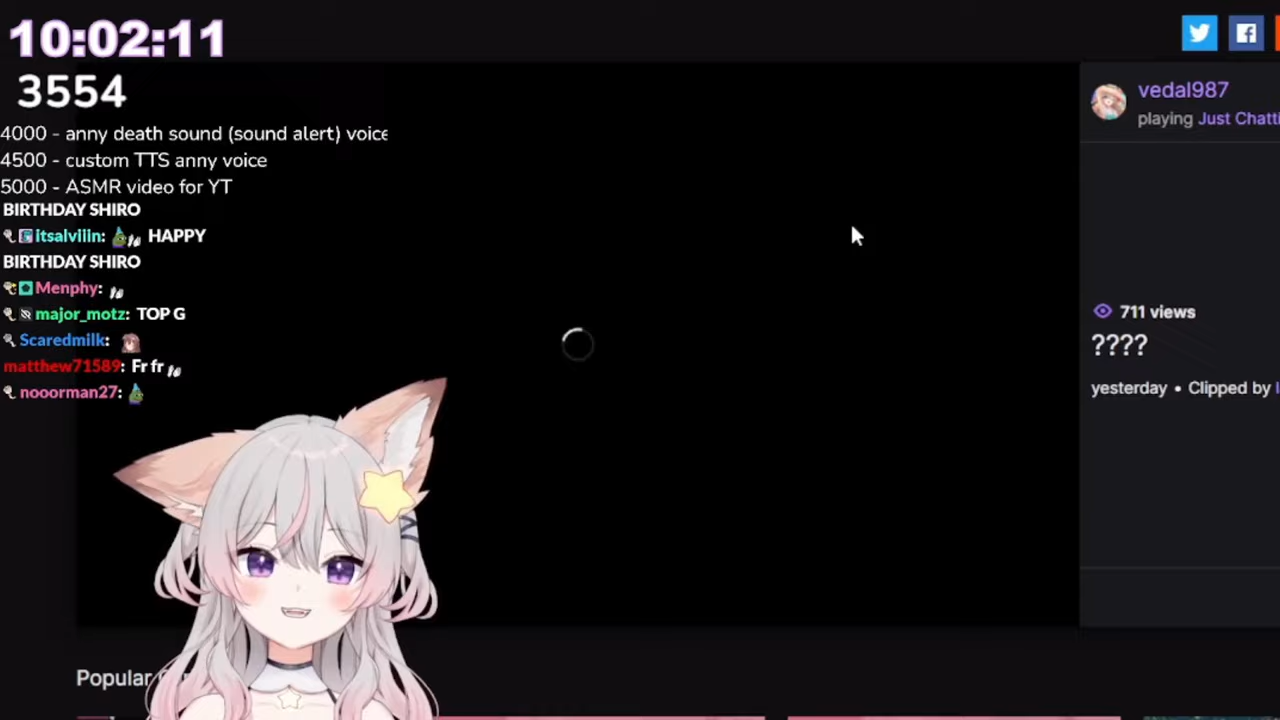 10:02:11
3554
4000 - anny death sound (sound alert) voice
4500 - custom TTS anny voice
5000 - ASMR video for YT
BIRTHDAY SHIRO
itsalviiin: HAPPY
BIRTHDAY SHIRO
Menphy:
major_motz: TOP G
Scaredmilk:
matthew71589: Fr fr
nooorman27:
vedal987
playing Just Chatti
711 views
????
yesterday • Clipped by
Popular